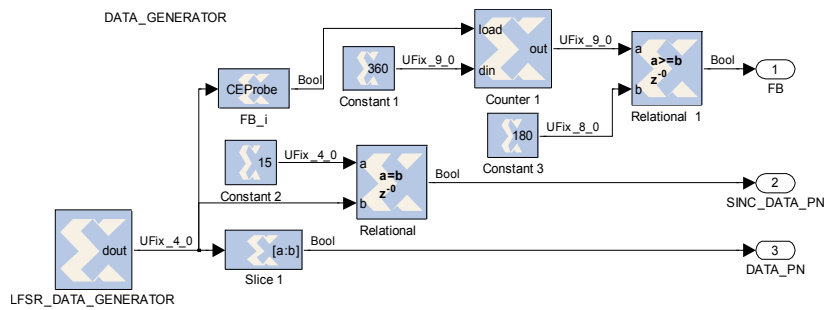 DATA_GENERATOR
load
din
out
UFix_9_0
a
b
a>=b
z-0
Bool
1
FB
360
UFix_9_0
Constant 1
Counter 1
Relational 1
CEProbe
Bool
FB_i
180
UFix_8_0
Constant 3
15
UFix_4_0
Constant 2
a
b
a=b
z-0
Bool
Relational
2
SINC_DATA_PN
dout
UFix_4_0
LFSR_DATA_GENERATOR
[a:b]
Bool
Slice 1
3
DATA_PN